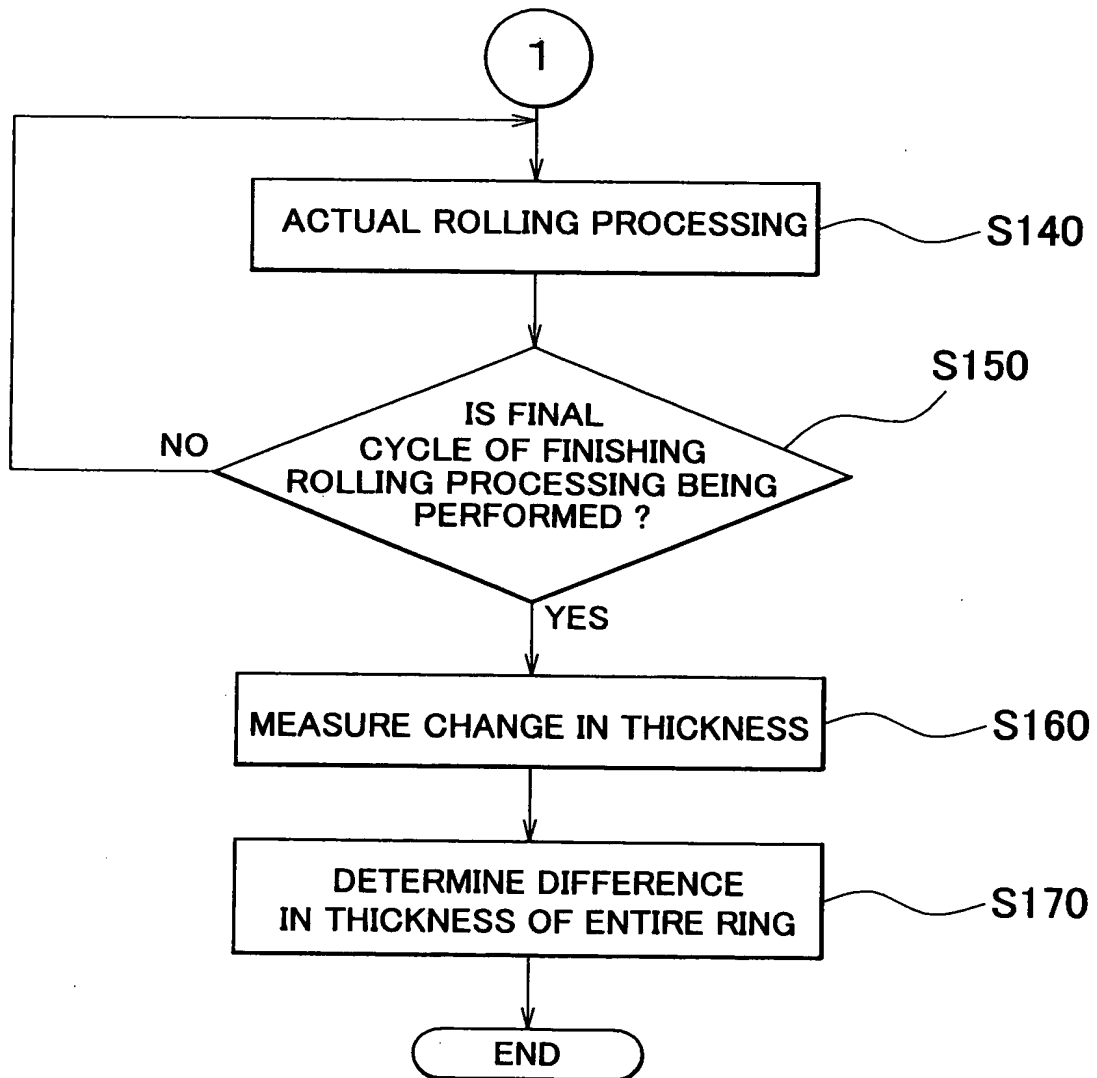 1
ACTUAL ROLLING PROCESSING
S140
S150
IS FINAL
CYCLE OF FINISHING
ROLLING PROCESSING BEING
PERFORMED ?
NO
YES
MEASURE CHANGE IN THICKNESS
S160
DETERMINE DIFFERENCE
IN THICKNESS OF ENTIRE RING
S170
END